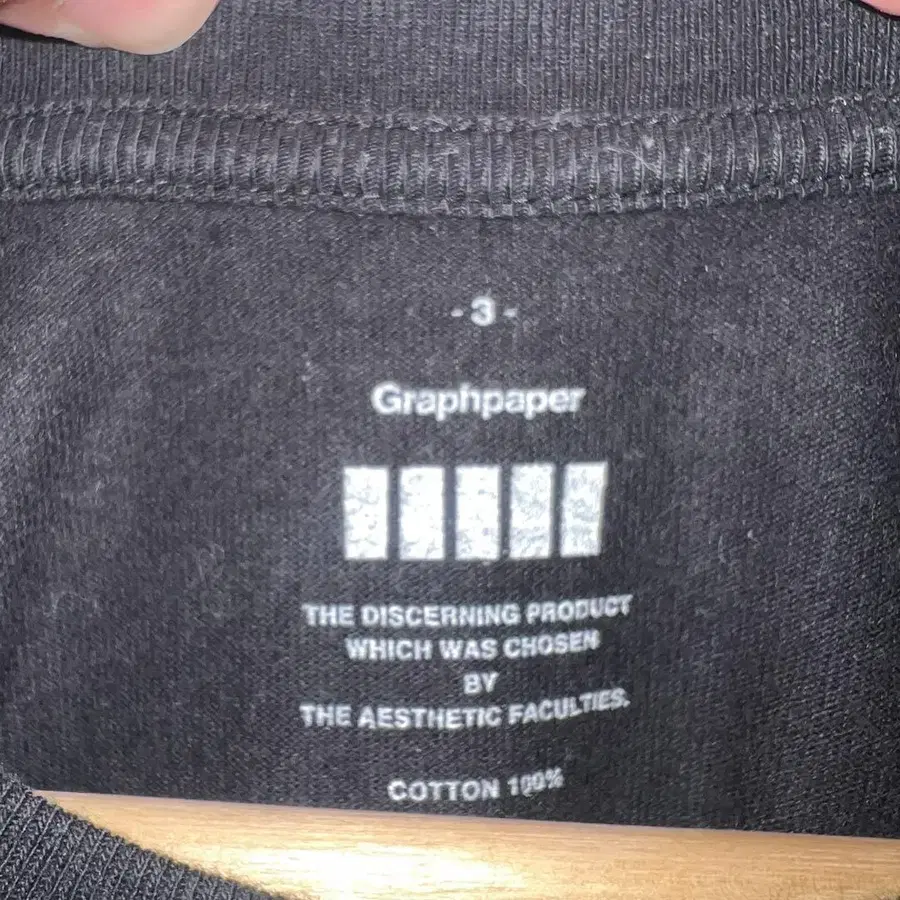 - 3 -
Graphpaper
THE DISCERNING PRODUCT
WHICH WAS CHOSEN
BY
THE AESTHETIC FACULTIES.
COTTON 100%